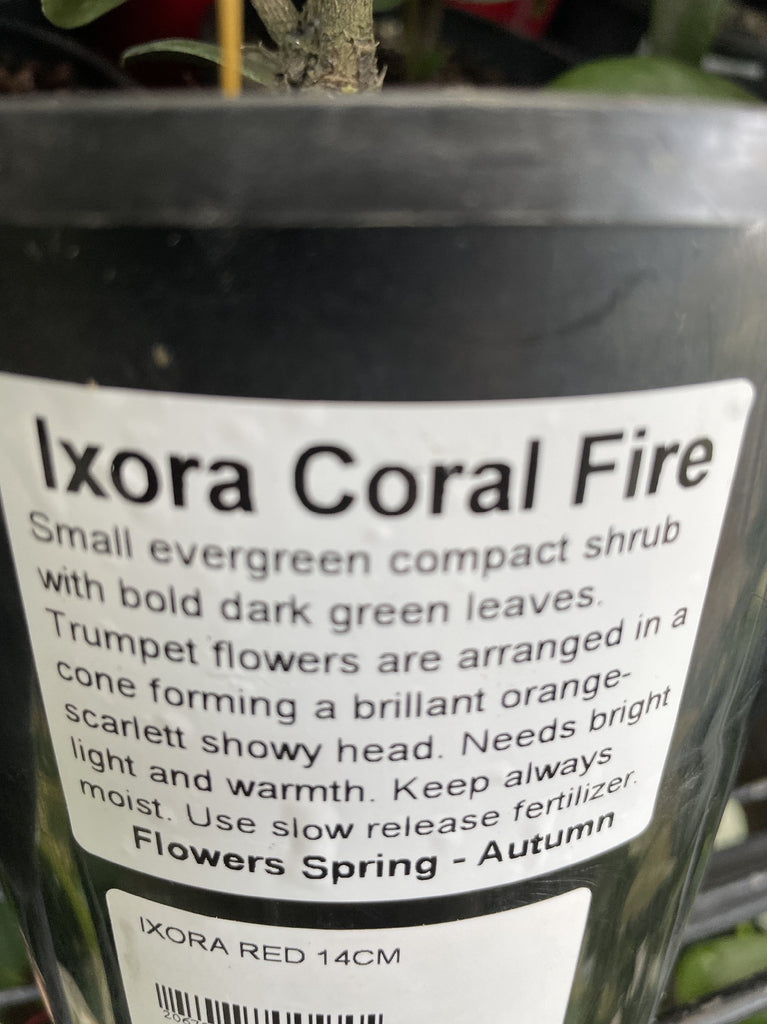 Ixora Coral Fire
Small evergreen compact shrub
with bold dark green leaves.
Trumpet flowers are arranged in a
cone forming a brillant orange-
scarlett showy head. Needs bright
light and warmth. Keep always
moist. Use slow release fertilizer.
Flowers Spring - Autumn
IXORA RED 14CM